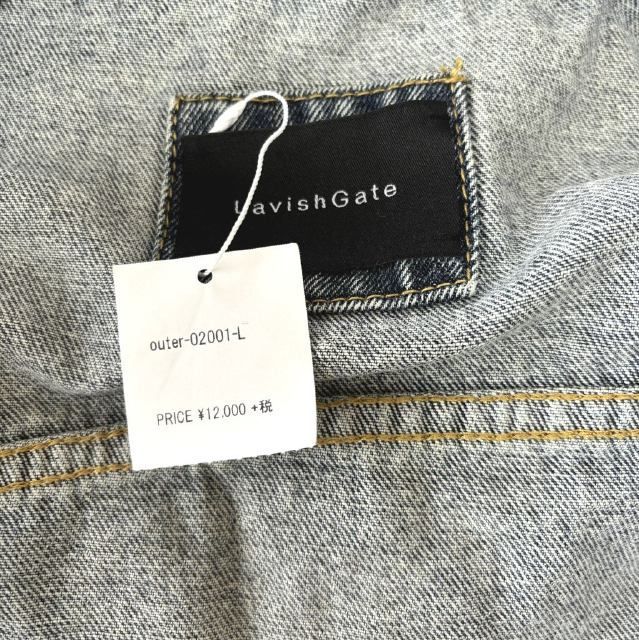 LavishGate
outer-02001-L
PRICE ¥12,000 +税